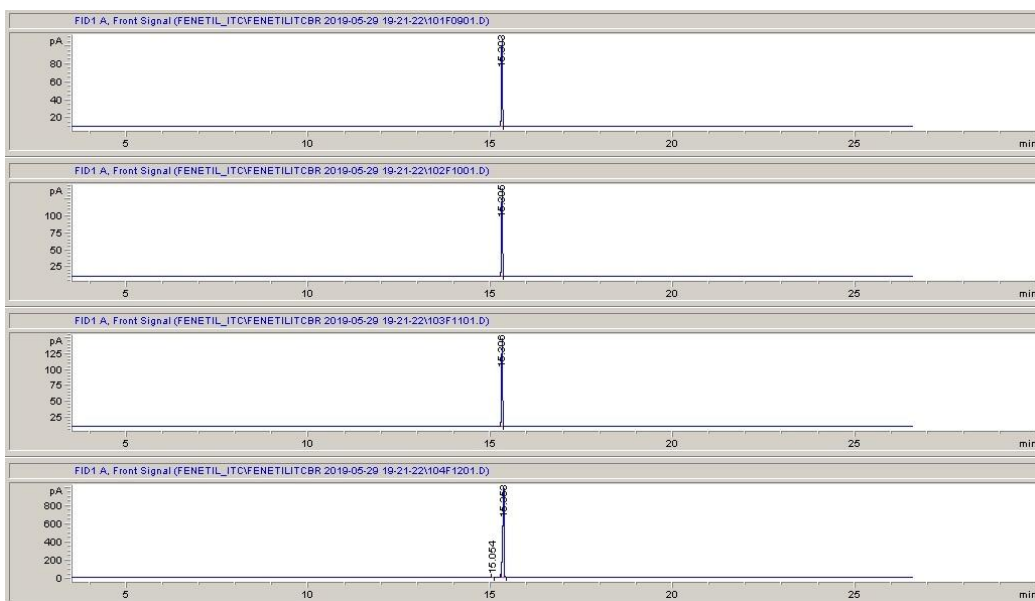 FID1 A, Front Signal (FENETIL_ITC\FENETILITCBR 2019-05-29 19-21-22\101F0901.D)
pA
80
60
40
20
5 10 15 20 25 min
FID1 A, Front Signal (FENETIL_ITC\FENETILITCBR 2019-05-29 19-21-22\102F1001.D)
pA
100
75
50
25
5 10 15 20 25 min
FID1 A, Front Signal (FENETIL_ITC\FENETILITCBR 2019-05-29 19-21-22\103F1101.D)
pA
125
100
75
50
25
5 10 15 20 25 min
FID1 A, Front Signal (FENETIL_ITC\FENETILITCBR 2019-05-29 19-21-22\104F1201.D)
pA
800
600
400
200
0
15.054
5 10 15 20 25 min